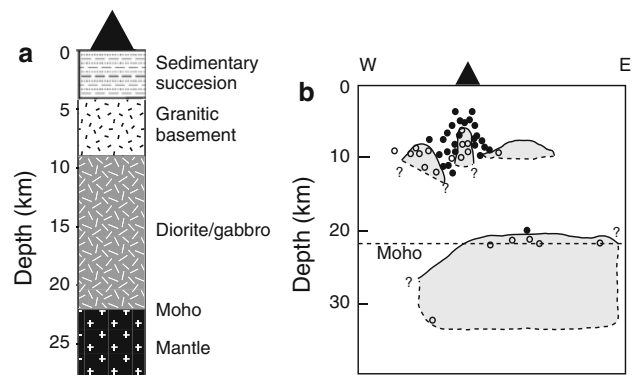 a
Depth (km)
0
5
10
15
20
25
Sedimentary
succesion
Granitic
basement
Diorite/gabbro
Moho
Mantle
b
W
E
Depth (km)
0
10
20
30
Moho
?
?
?
?
?